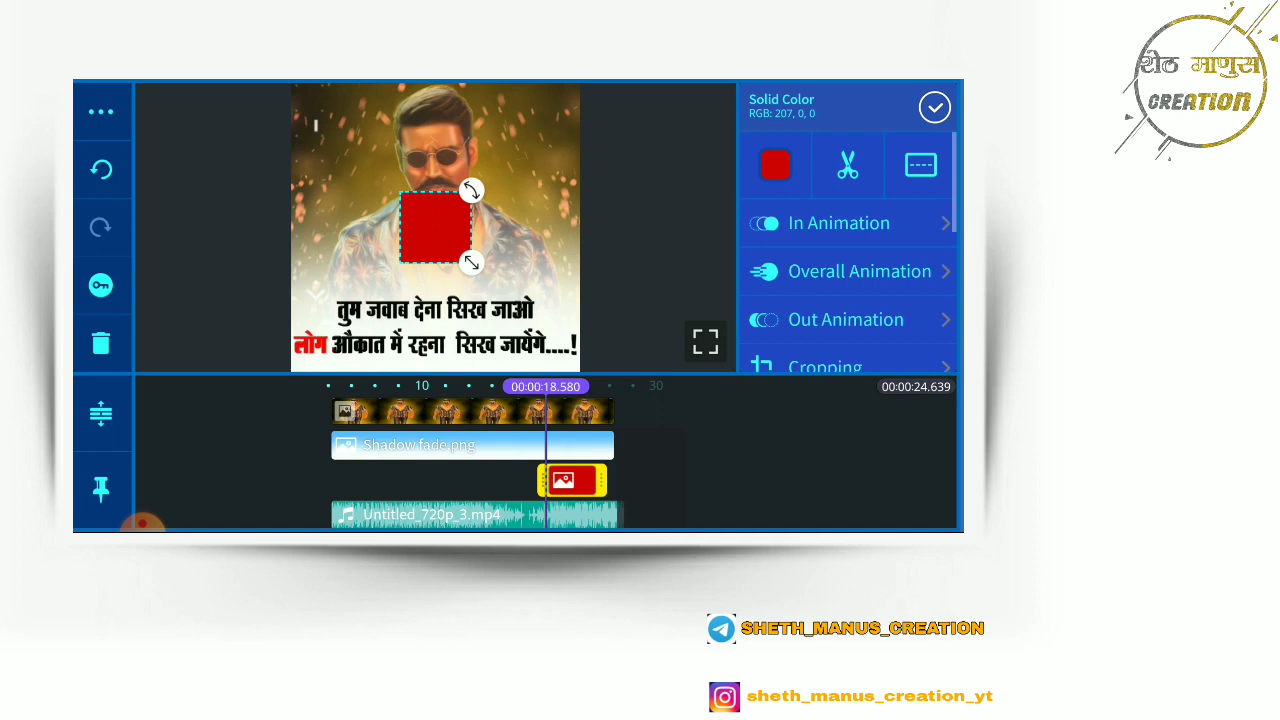 शेठ माणुस
CREATION
Solid Color
RGB: 207, 0, 0
In Animation
Overall Animation
Out Animation
Cropping
तुम जवाब देना सिख जाओ
लोग औकात में रहना सिख जायेंगे....!
10
00:00:18.580
30
00:00:24.639
Shadow fade.png
Untitled_720p_3.mp4
SHETH_MANUS_CREATION
sheth_manus_creation_yt